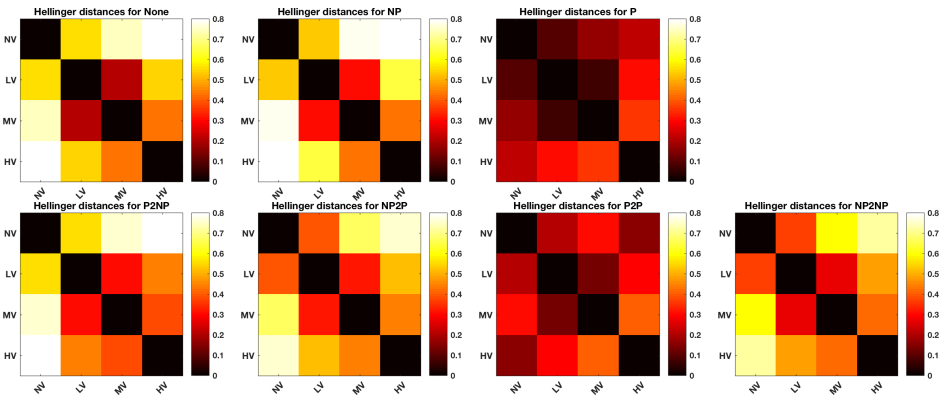 Hellinger distances for None
NV
LV
MV
HV
NV
LV
MV
HV
0.8
0.7
0.6
0.5
0.4
0.3
0.2
0.1
0
Hellinger distances for NP
NV
LV
MV
HV
NV
LV
MV
HV
0.8
0.7
0.6
0.5
0.4
0.3
0.2
0.1
0
Hellinger distances for P
NV
LV
MV
HV
NV
LV
MV
HV
0.8
0.7
0.6
0.5
0.4
0.3
0.2
0.1
0
Hellinger distances for P2NP
NV
LV
MV
HV
NV
LV
MV
HV
0.8
0.7
0.6
0.5
0.4
0.3
0.2
0.1
0
Hellinger distances for NP2P
NV
LV
MV
HV
NV
LV
MV
HV
0.8
0.7
0.6
0.5
0.4
0.3
0.2
0.1
0
Hellinger distances for P2P
NV
LV
MV
HV
NV
LV
MV
HV
0.8
0.7
0.6
0.5
0.4
0.3
0.2
0.1
0
Hellinger distances for NP2NP
NV
LV
MV
HV
NV
LV
MV
HV
0.8
0.7
0.6
0.5
0.4
0.3
0.2
0.1
0